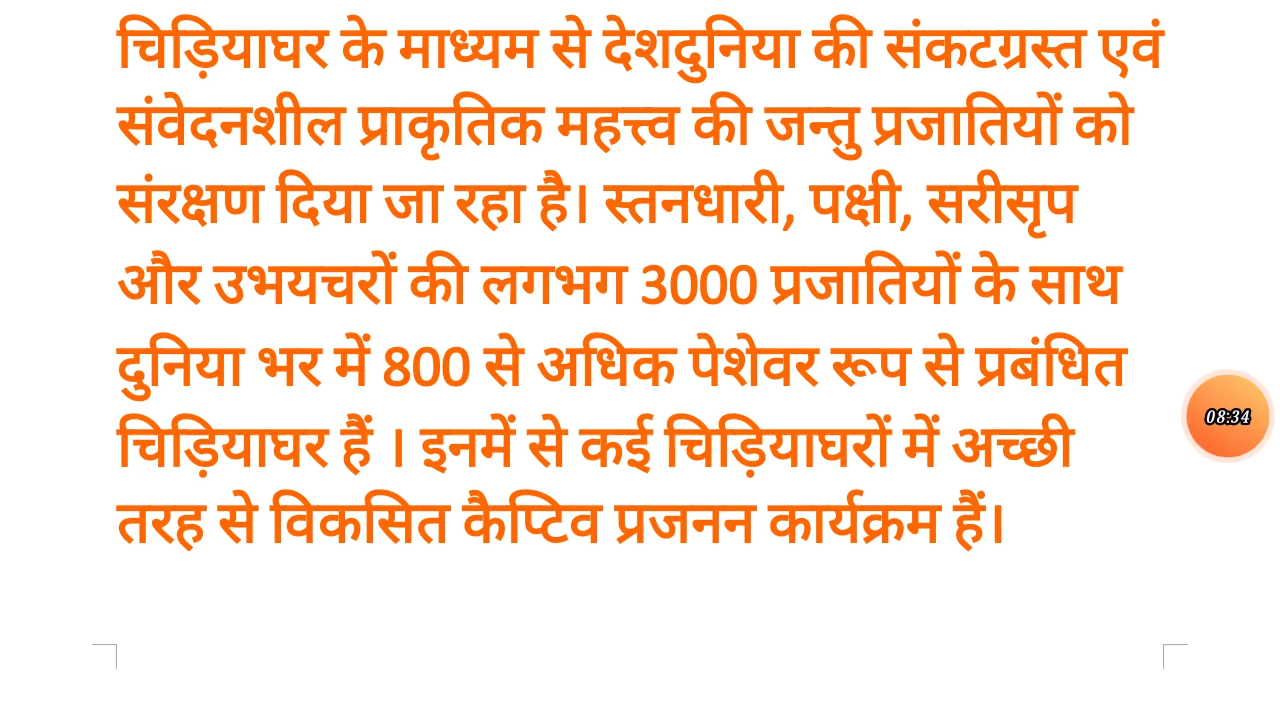 चिड़ियाघर के माध्यम से देशदुनिया की संकटग्रस्त एवं
संवेदनशील प्राकृतिक महत्त्व की जन्तु प्रजातियों को
संरक्षण दिया जा रहा है। स्तनधारी, पक्षी, सरीसृप
और उभयचरों की लगभग 3000 प्रजातियों के साथ
दुनिया भर में 800 से अधिक पेशेवर रूप से प्रबंधित
08:34
चिड़ियाघर हैं । इनमें से कई चिड़ियाघरों में अच्छी
तरह से विकसित कैप्टिव प्रजनन कार्यक्रम हैं।